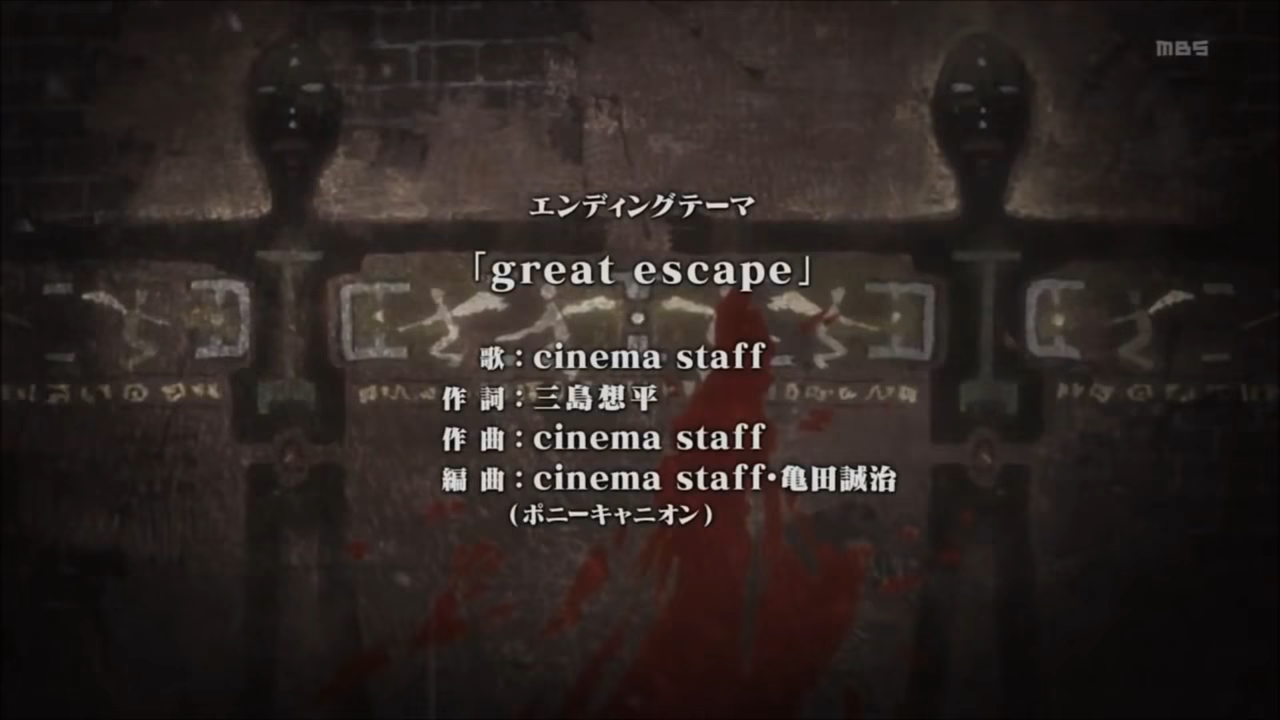 MBS
エンディングテーマ
「great escape」
歌：cinema staff
作 詞：三島想平
作 曲：cinema staff
編 曲：cinema staff・亀田誠治
(ポニーキャニオン)